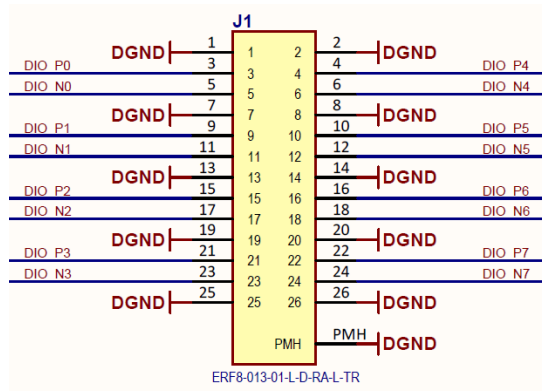 J1
DGND 1 1 2 2 DGND
DIO P0 3 3 4 4 DIO P4
DIO N0 5 5 6 6 DIO N4
DGND 7 7 8 8 DGND
DIO P1 9 9 10 10 DIO P5
DIO N1 11 11 12 12 DIO N5
DGND 13 13 14 14 DGND
DIO P2 15 15 16 16 DIO P6
DIO N2 17 17 18 18 DIO N6
DGND 19 19 20 20 DGND
DIO P3 21 21 22 22 DIO P7
DIO N3 23 23 24 24 DIO N7
DGND 25 25 26 26 DGND
PMH PMH DGND
ERF8-013-01-L-D-RA-L-TR